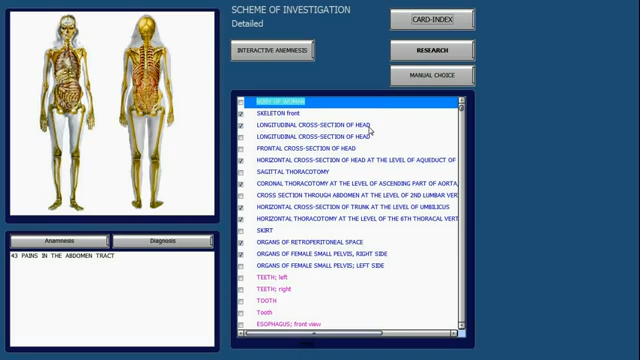 SCHEME OF INVESTIGATION
Detailed
CARD-INDEX
INTERACTIVE ANEMNESIS
RESEARCH
MANUAL CHOICE
BODY OF WOMAN
SKELETON front
LONGITUDINAL CROSS-SECTION OF HEAD
LONGITUDINAL CROSS-SECTION OF HEAD
FRONTAL CROSS-SECTION OF HEAD
HORIZONTAL CROSS-SECTION OF HEAD AT THE LEVEL OF AQUEDUCT OF
SAGITTAL THORACOTOMY
CORONAL THORACOTOMY AT THE LEVEL OF ASCENDING PART OF AORTA,
CROSS SECTION THROUGH ABDOMEN AT THE LEVEL OF 2ND LUMBAR VER
HORIZONTAL CROSS-SECTION OF TRUNK AT THE LEVEL OF UMBILICUS
HORIZONTAL THORACOTOMY AT THE LEVEL OF THE 6TH THORACAL VERT
SKIRT
ORGANS OF RETROPERITONEAL SPACE
ORGANS OF FEMALE SMALL PELVIS, RIGHT SIDE
ORGANS OF FEMALE SMALL PELVIS; LEFT SIDE
TEETH; left
TEETH; right
TOOTH
Tooth
ESOPHAGUS; front view
Anamnesis
Diagnosis
43 PAINS IN THE ABDOMEN TRACT